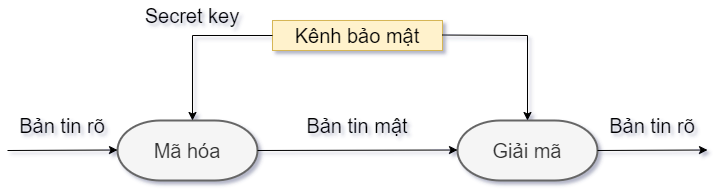 Secret key
Kênh bảo mật
Bản tin rõ
Mã hóa
Bản tin mật
Giải mã
Bản tin rõ